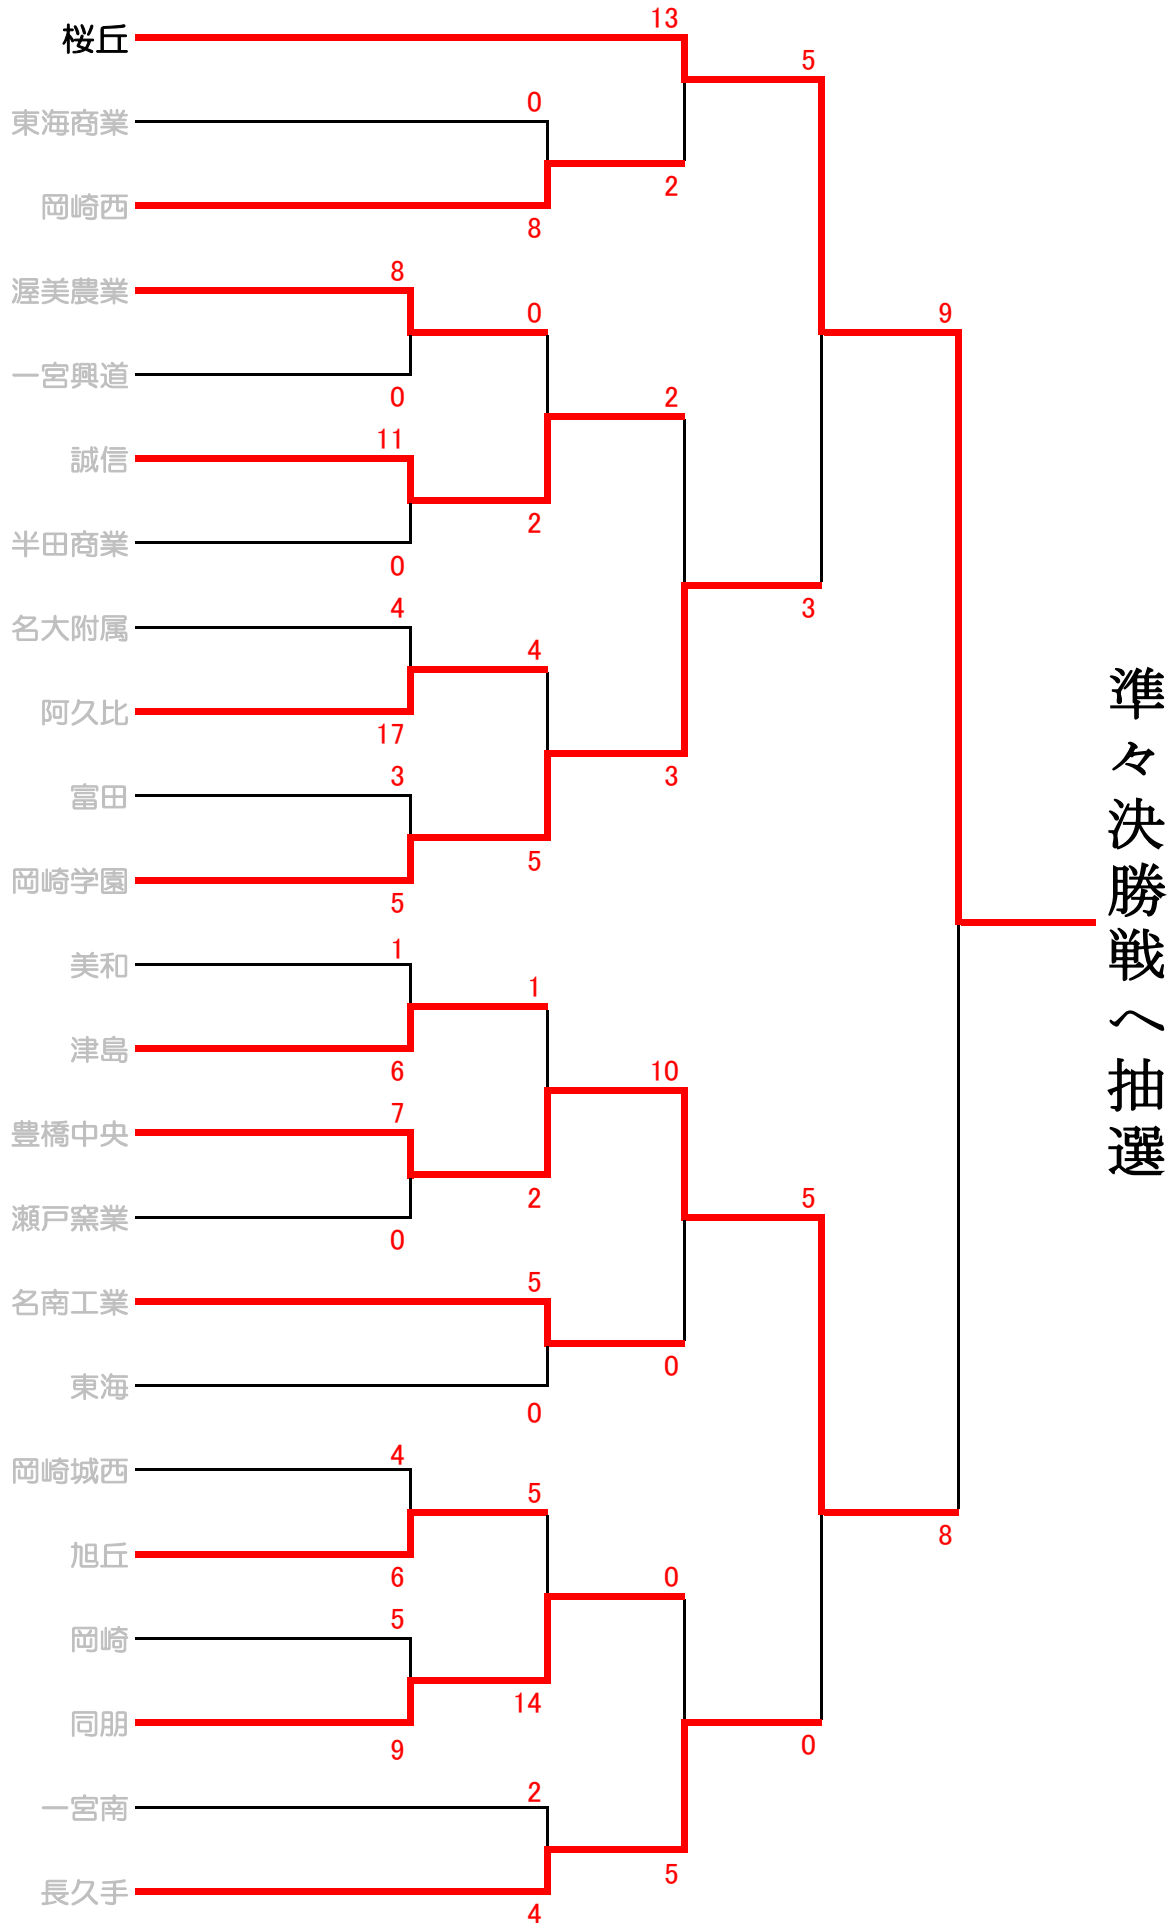 13
桜丘
5
0
東海商業
2
岡崎西
8
8
渥美農業
0
9
一宮興道
0
2
11
誠信
2
半田商業
0
4
3
名大附属
4
阿久比
17
3
3
富田
5
岡崎学園
5
1
美和
1
津島
6
10
7
豊橋中央
2
5
瀬戸窯業
0
5
名南工業
0
東海
0
4
岡崎城西
5
8
旭丘
6
0
5
岡崎
14
同朋
9
0
2
一宮南
5
長久手
4
準々決勝戦へ抽選